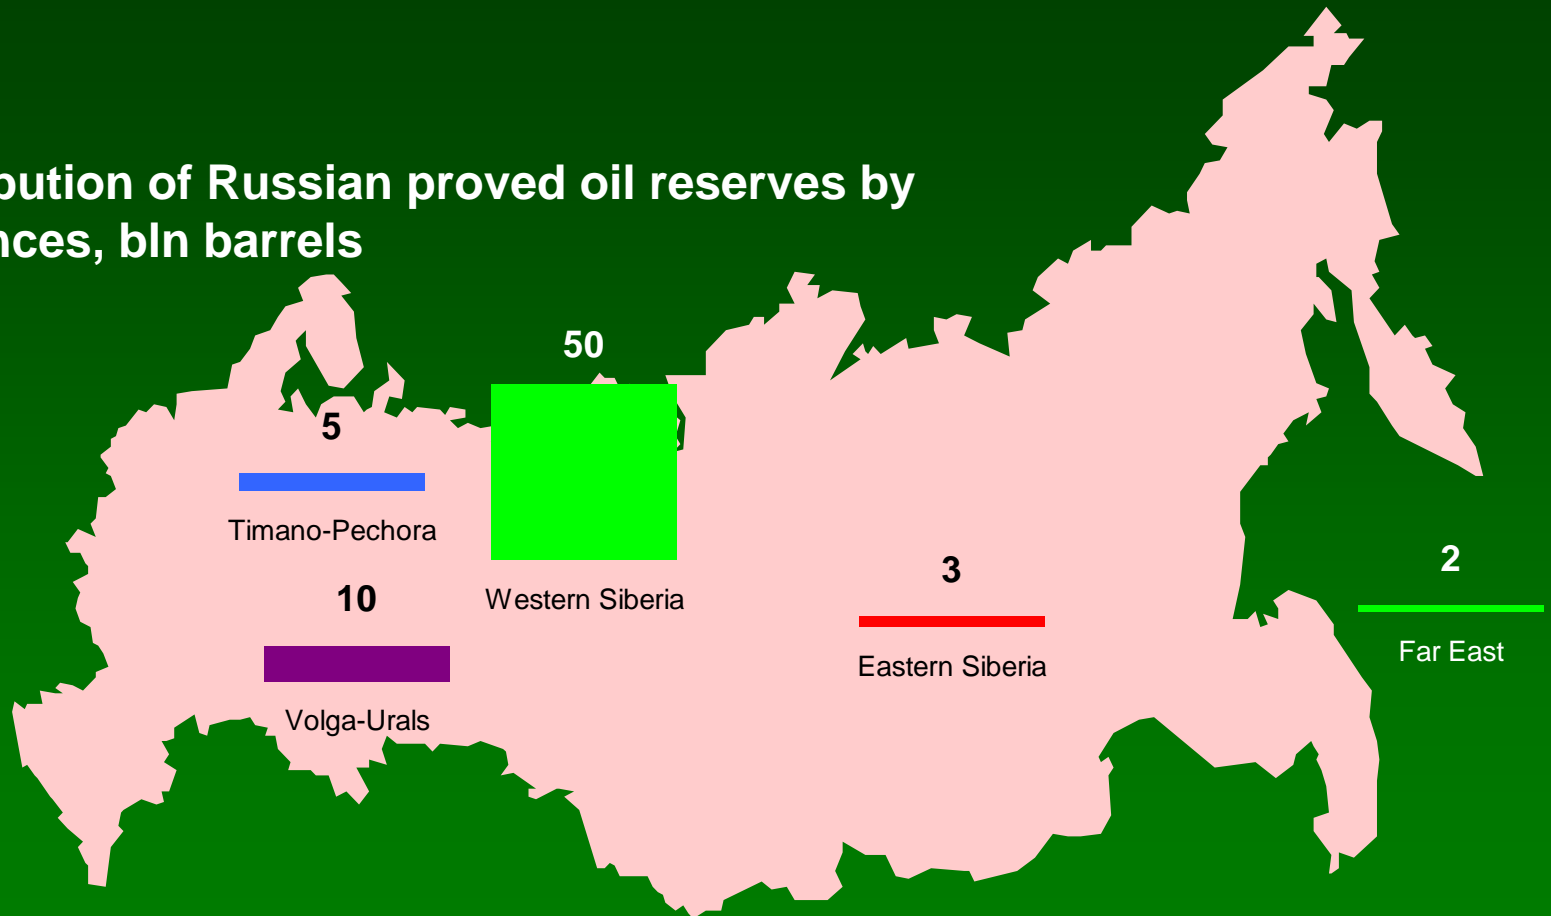 bution of Russian proved oil reserves by
nces, bln barrels
50
5
Timano-Pechora
10
Western Siberia
3
2
Far East
Eastern Siberia
Volga-Urals